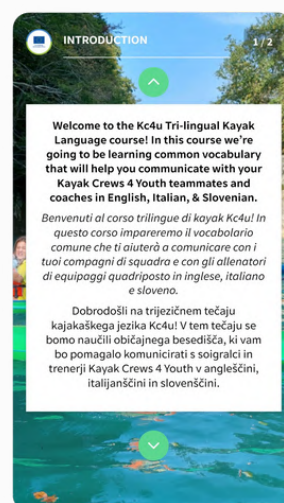 INTRODUCTION
1/2
Welcome to the Kc4u Tri-lingual Kayak
Language course! In this course we're
going to be learning common vocabulary
that will help you communicate with your
Kayak Crews 4 Youth teammates and
coaches in English, Italian, & Slovenian.
Benvenuti al corso trilingue di kayak Kc4u! In
questo corso impareremo il vocabolario
comune che ti aiuterà a comunicare con i
tuoi compagni di squadra e con gli allenatori
di equipaggi quadriposto in inglese, italiano
e sloveno.
Dobrodošli na trijezičnem tečaju
kajakaškega jezika Kc4u! V tem tečaju se
bomo naučili običajnega besedišča, ki vam
bo pomagalo komunicirati s soigralci in
trenerji Kayak Crews 4 Youth v angleščini,
italijanščini in slovenščini.